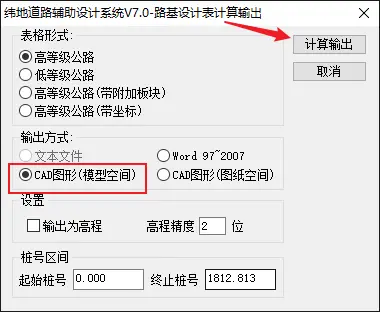 纬地道路辅助设计系统V7.0-路基设计表计算输出
表格形式:
高等级公路
低等级公路
高等级公路(带附加板块)
高等级公路(带坐标)
计算输出
取消
输出方式:
文本文件
Word 97~2007
CAD图形(模型空间)
CAD图形(图纸空间)
设置
输出为高程
高程精度 2 位
桩号区间
起始桩号 0.000 终止桩号 1812.813